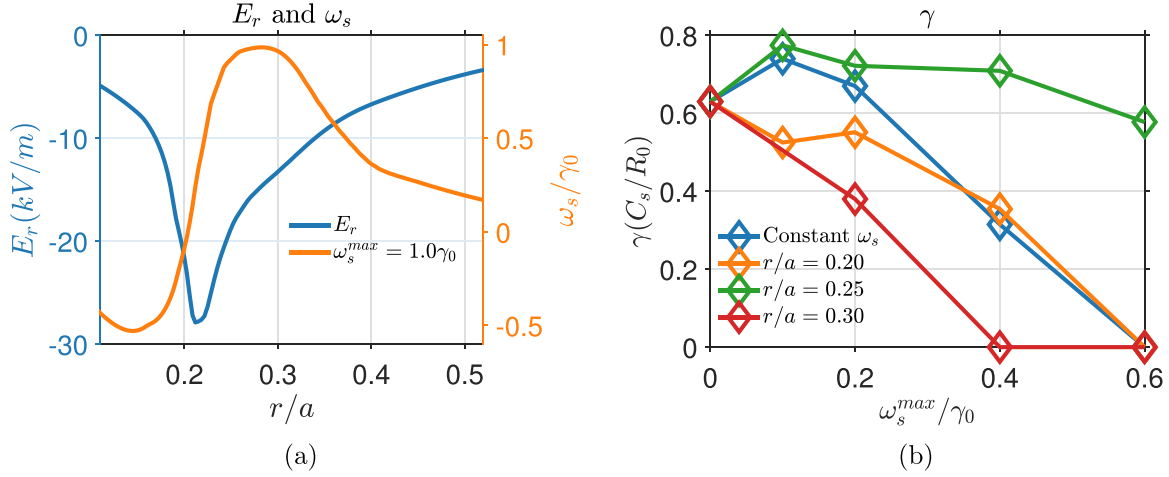 E_r and ω_s
0
-10
-20
-30
E_r(kV/m)
1
0.5
0
-0.5
ω_s/γ_0
E_r
ω_s^{max} = 1.0γ_0
0.2 0.3 0.4 0.5
r/a
(a)
γ
0.8
0.6
0.4
0.2
0
γ(C_s/R_0)
Constant ω_s
r/a = 0.20
r/a = 0.25
r/a = 0.30
0 0.2 0.4 0.6
ω_s^{max}/γ_0
(b)